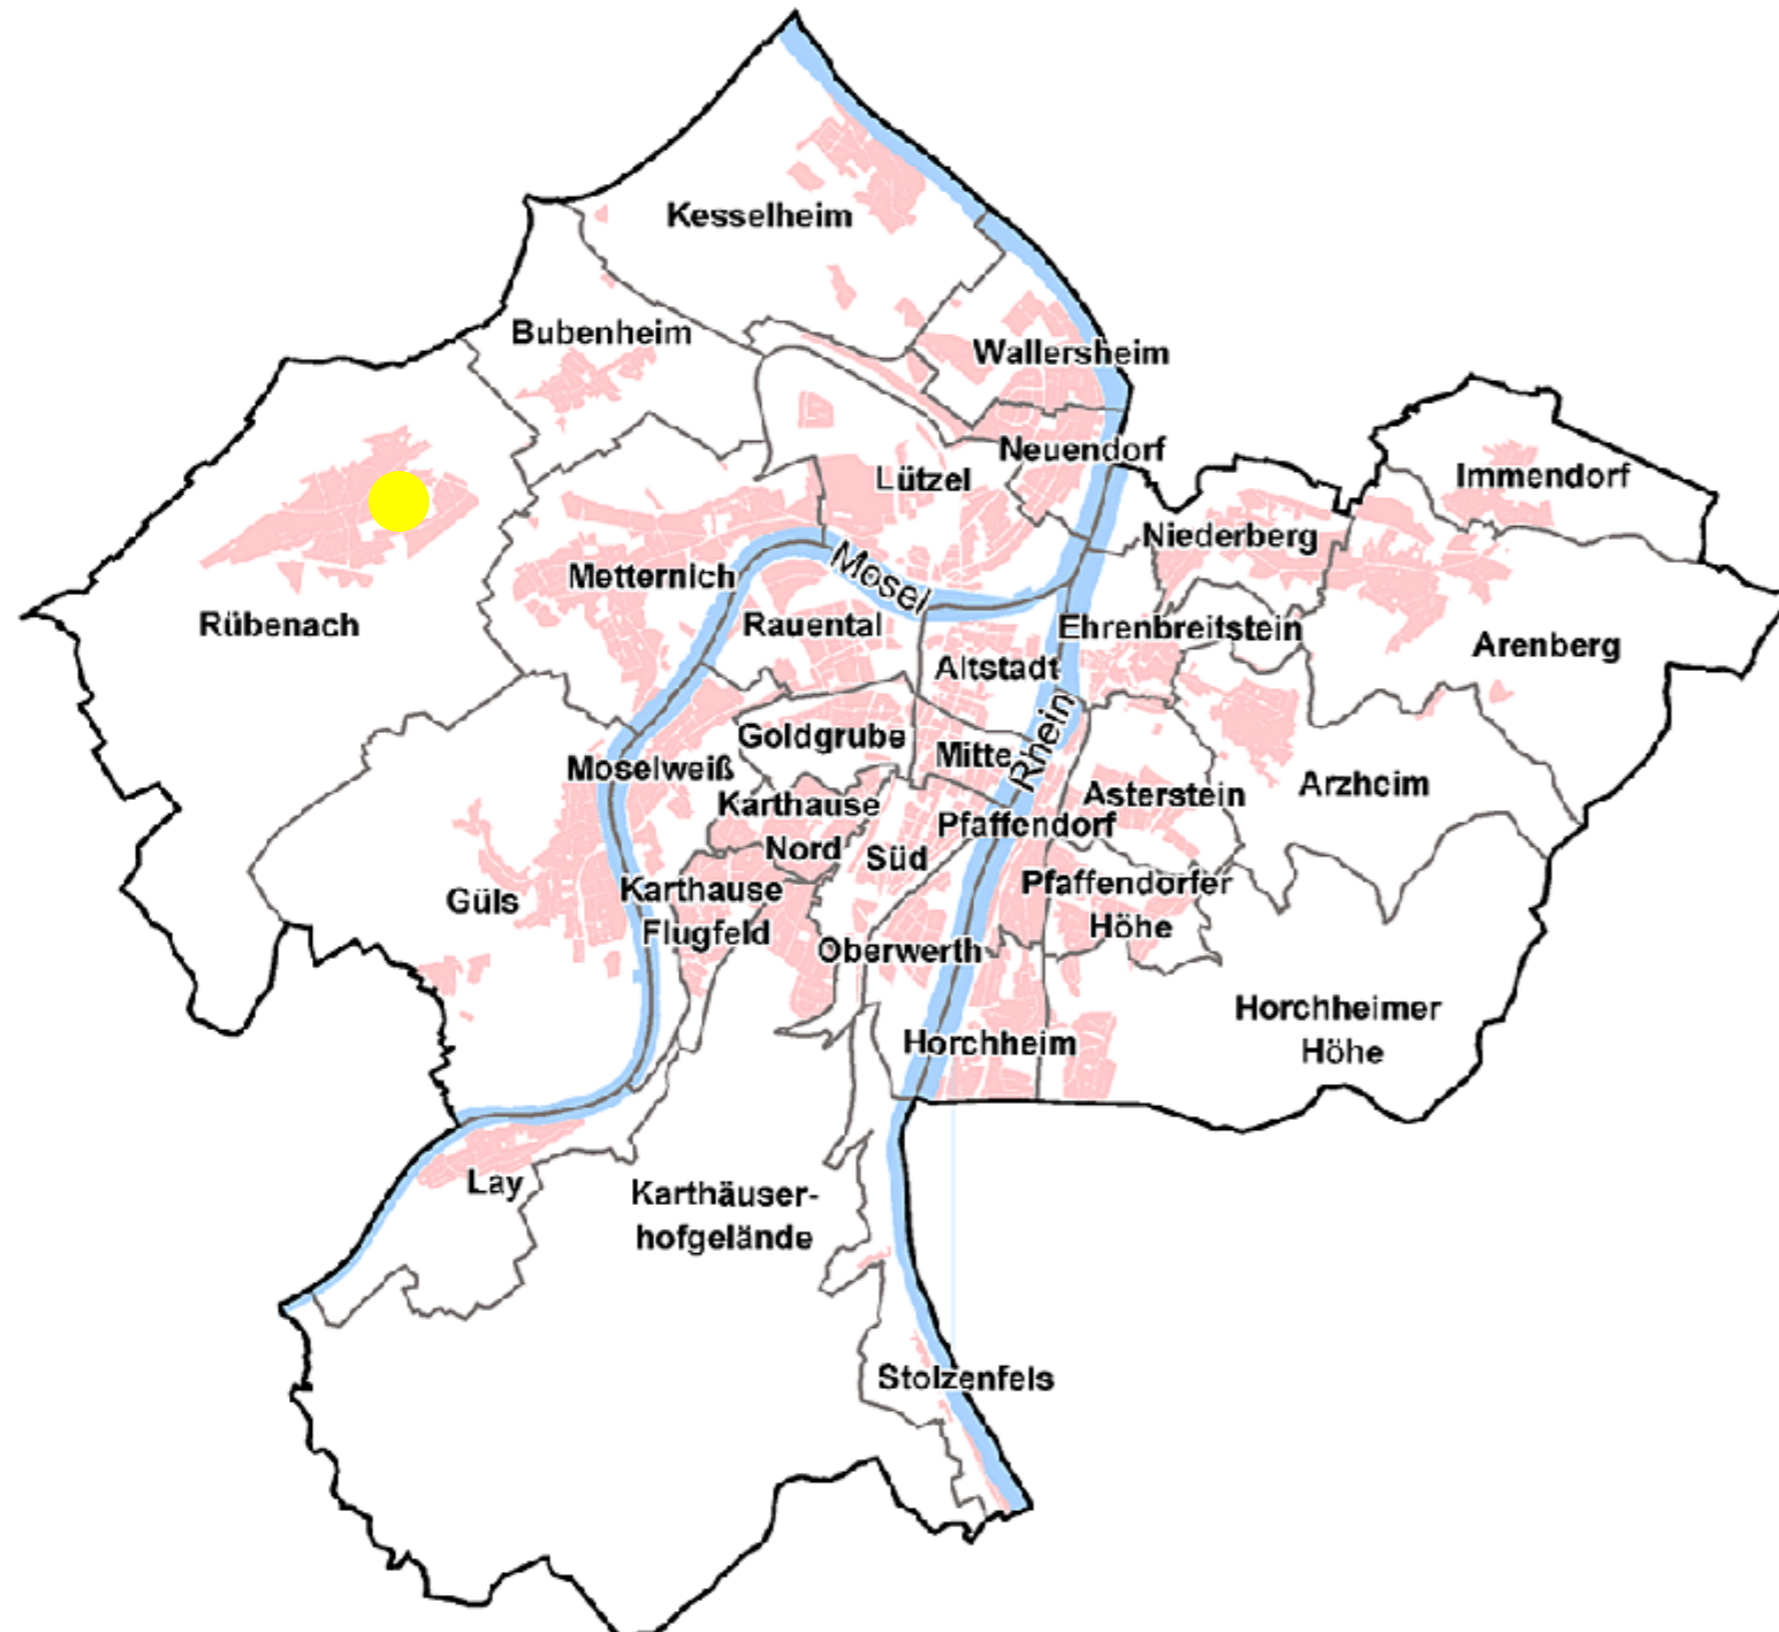 Kesselheim
Bubenheim
Wallersheim
Neuendorf
Lützel
Immendorf
Niederberg
Metternich
Mosel
Rübenach
Rauental
Ehrenbreitstein
Arenberg
Altstadt
Goldgrube
Mitte
Rhein
Moselweiß
Arzheim
Asterstein
Karthause
Nord
Pfaffendorf
Süd
Karthause
Flugfeld
Pfaffendorfer
Höhe
Güls
Oberwerth
Horchheimer
Höhe
Horchheim
Lay
Karthäuser-
hofgelände
Stolzenfels